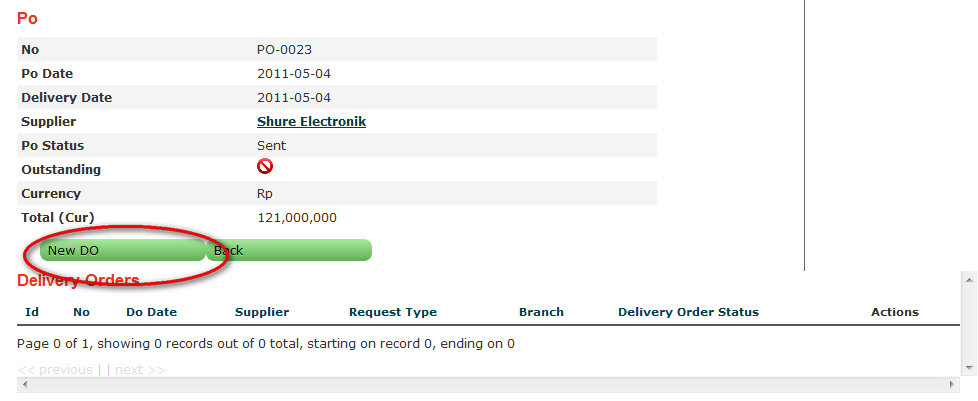 Po
No PO-0023
Po Date 2011-05-04
Delivery Date 2011-05-04
Supplier Shure Electronik
Po Status Sent
Outstanding
Currency Rp
Total (Cur) 121,000,000
New DO Back
Delivery Orders
Id No Do Date Supplier Request Type Branch Delivery Order Status Actions
Page 0 of 1, showing 0 records out of 0 total, starting on record 0, ending on 0
<< previous | | next >>